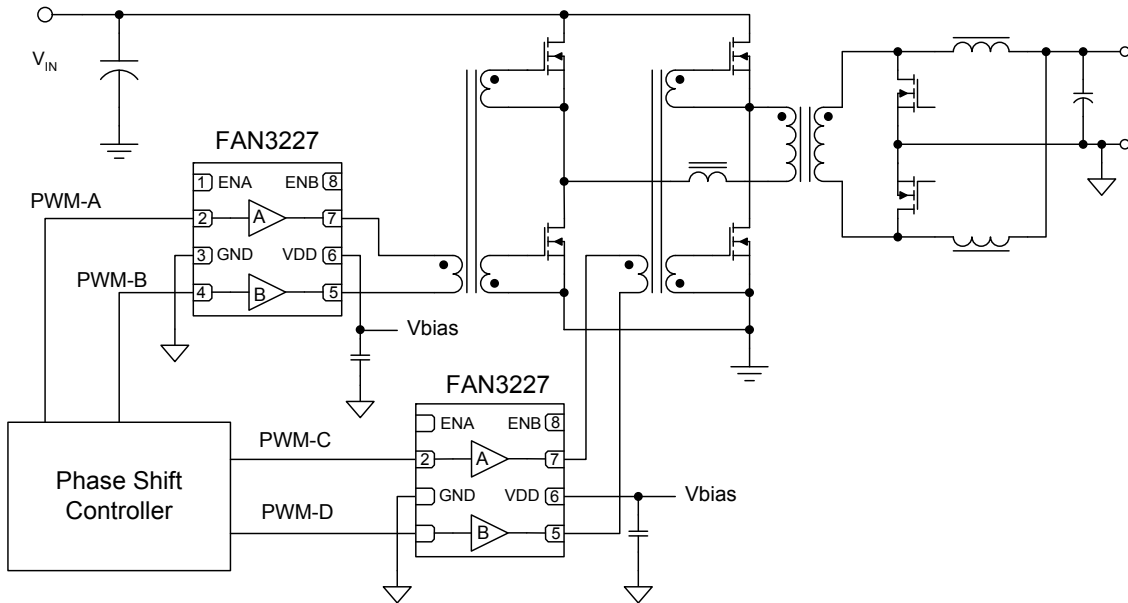 V_IN
FAN3227
1 ENA ENB 8
PWM-A
2 A 7
3 GND VDD 6
PWM-B
4 B 5
Vbias
FAN3227
ENA ENB 8
PWM-C
2 A 7
Phase Shift
Controller
GND VDD 6
Vbias
PWM-D
B 5